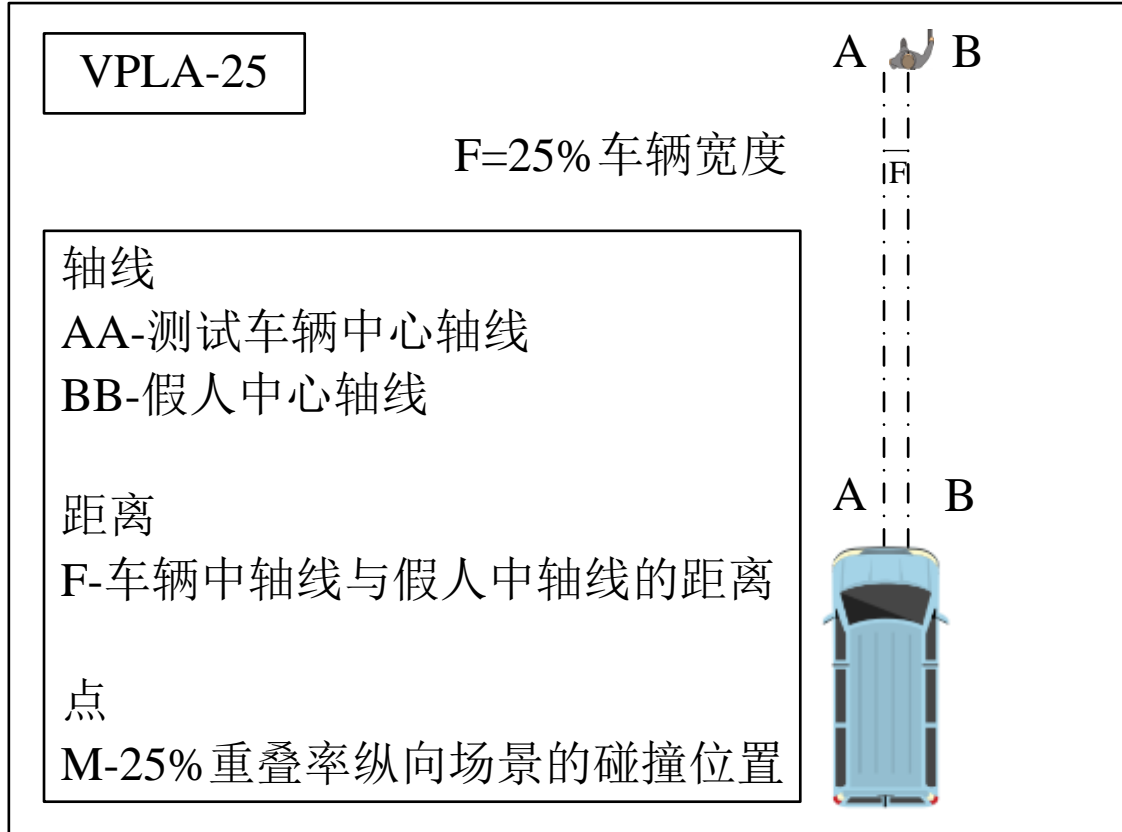 VPLA-25
A B
F=25%车辆宽度
F
轴线
AA-测试车辆中心轴线
BB-假人中心轴线
距离
F-车辆中轴线与假人中轴线的距离
点
M-25%重叠率纵向场景的碰撞位置
A B